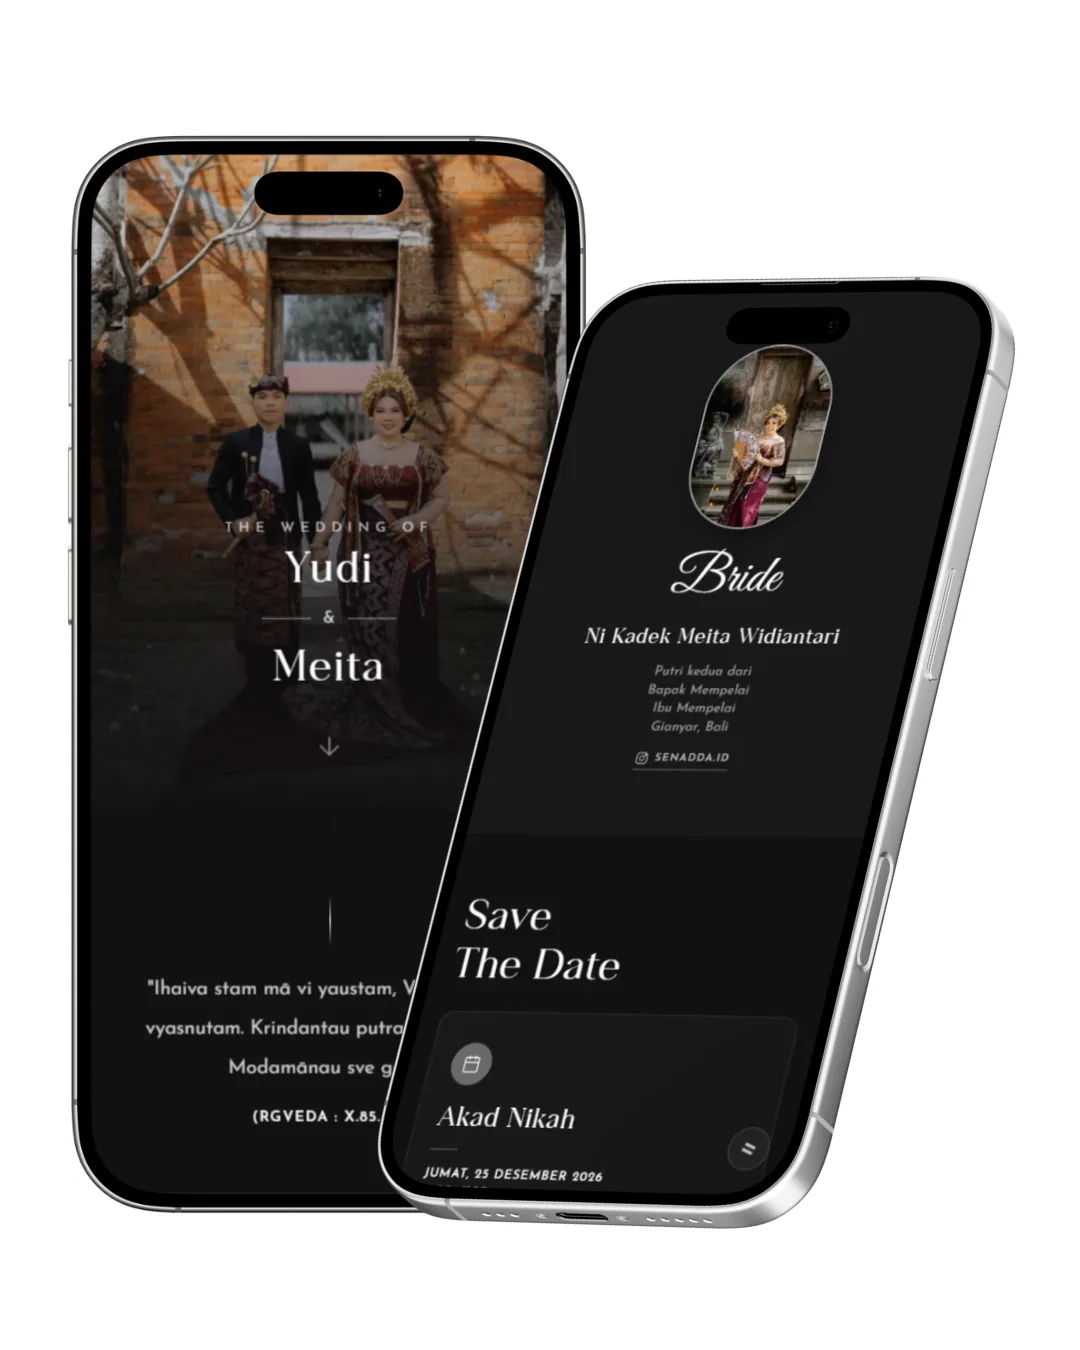 THE WEDDING OF
Yudi
&
Meita
"Ihaiva stam mā vi yaustam, V
vyasnutam. Krindantau putra
Modamānau sve g
(RGVEDA : X.85.
Bride
Ni Kadek Meita Widiantari
Putri kedua dari
Bapak Mempelai
Ibu Mempelai
Gianyar, Bali
SENADDA.ID
Save
The Date
Akad Nikah
JUMAT, 25 DESEMBER 2026